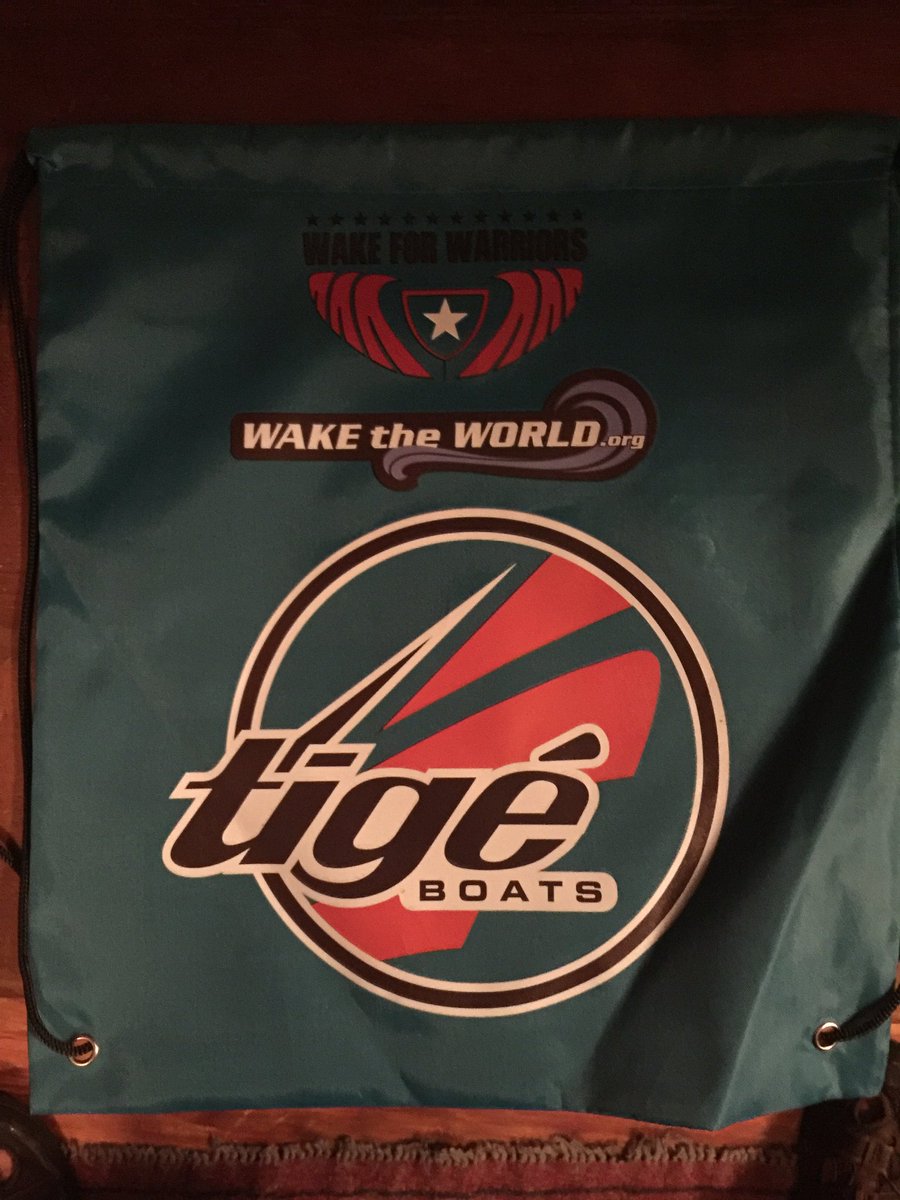 WAKE FOR WARRIORS
WAKE the WORLD.org
tigé
BOATS